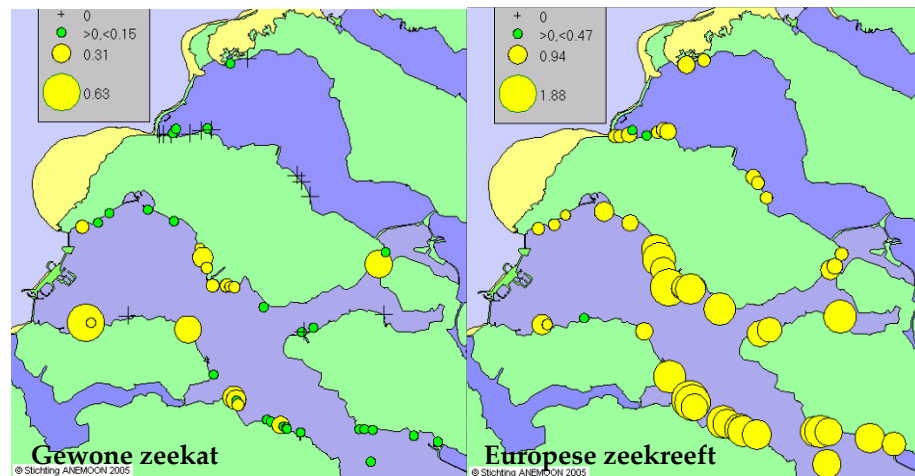 + 0
>0,<0.15
0.31
0.63
Gewone zeekat
© Stichting ANEMOON 2005
+ 0
>0,<0.47
0.94
1.88
Europese zeekreeft
© Stichting ANEMOON 2005